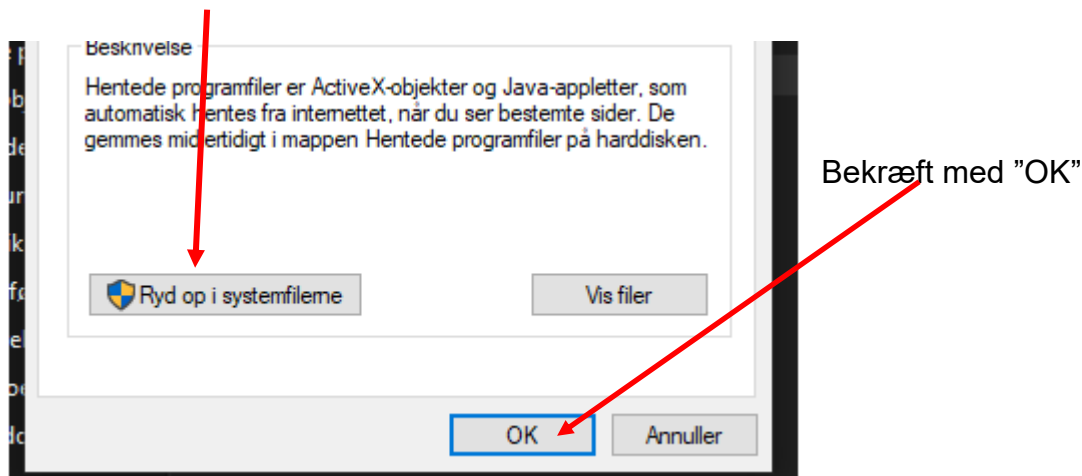 Beskrivelse
Hentede programfiler er ActiveX-objekter og Java-appletter, som
automatisk hentes fra internettet, når du ser bestemte sider. De
gemmes midlertidigt i mappen Hentede programfiler på harddisken.
Bekræft med ”OK”
Ryd op i systemfilerne
Vis filer
OK
Annuller